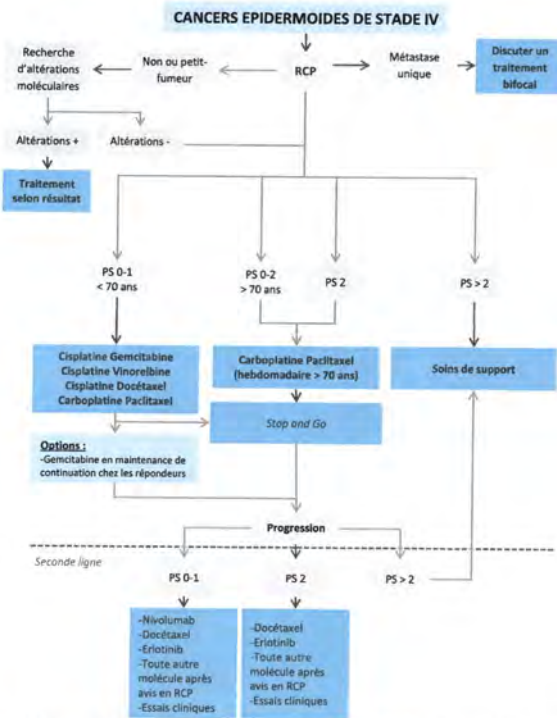 CANCERS EPIDERMOIDES DE STADE IV
Recherche
d'altérations
moléculaires
Non ou petit-
fumeur
RCP
Métastase
unique
Discuter un
traitement
bifocal
Altérations +
Altérations -
Traitement
selon résultat
PS 0-1
< 70 ans
PS 0-2
> 70 ans
PS 2
PS > 2
Cisplatine Gemcitabine
Cisplatine Vinorelbine
Cisplatine Docétaxel
Carboplatine Paclitaxel
Carboplatine Paclitaxel
(hebdomadaire > 70 ans)
Soins de support
Stop and Go
Options :
-Gemcitabine en maintenance de
continuation chez les répondeurs
Progression
Seconde ligne
PS 0-1
PS 2
PS > 2
-Nivolumab
-Docétaxel
-Erlotinib
-Toute autre
molécule après
avis en RCP
-Essais cliniques
-Docétaxel
-Erlotinib
-Toute autre
molécule après
avis en RCP
-Essais cliniques